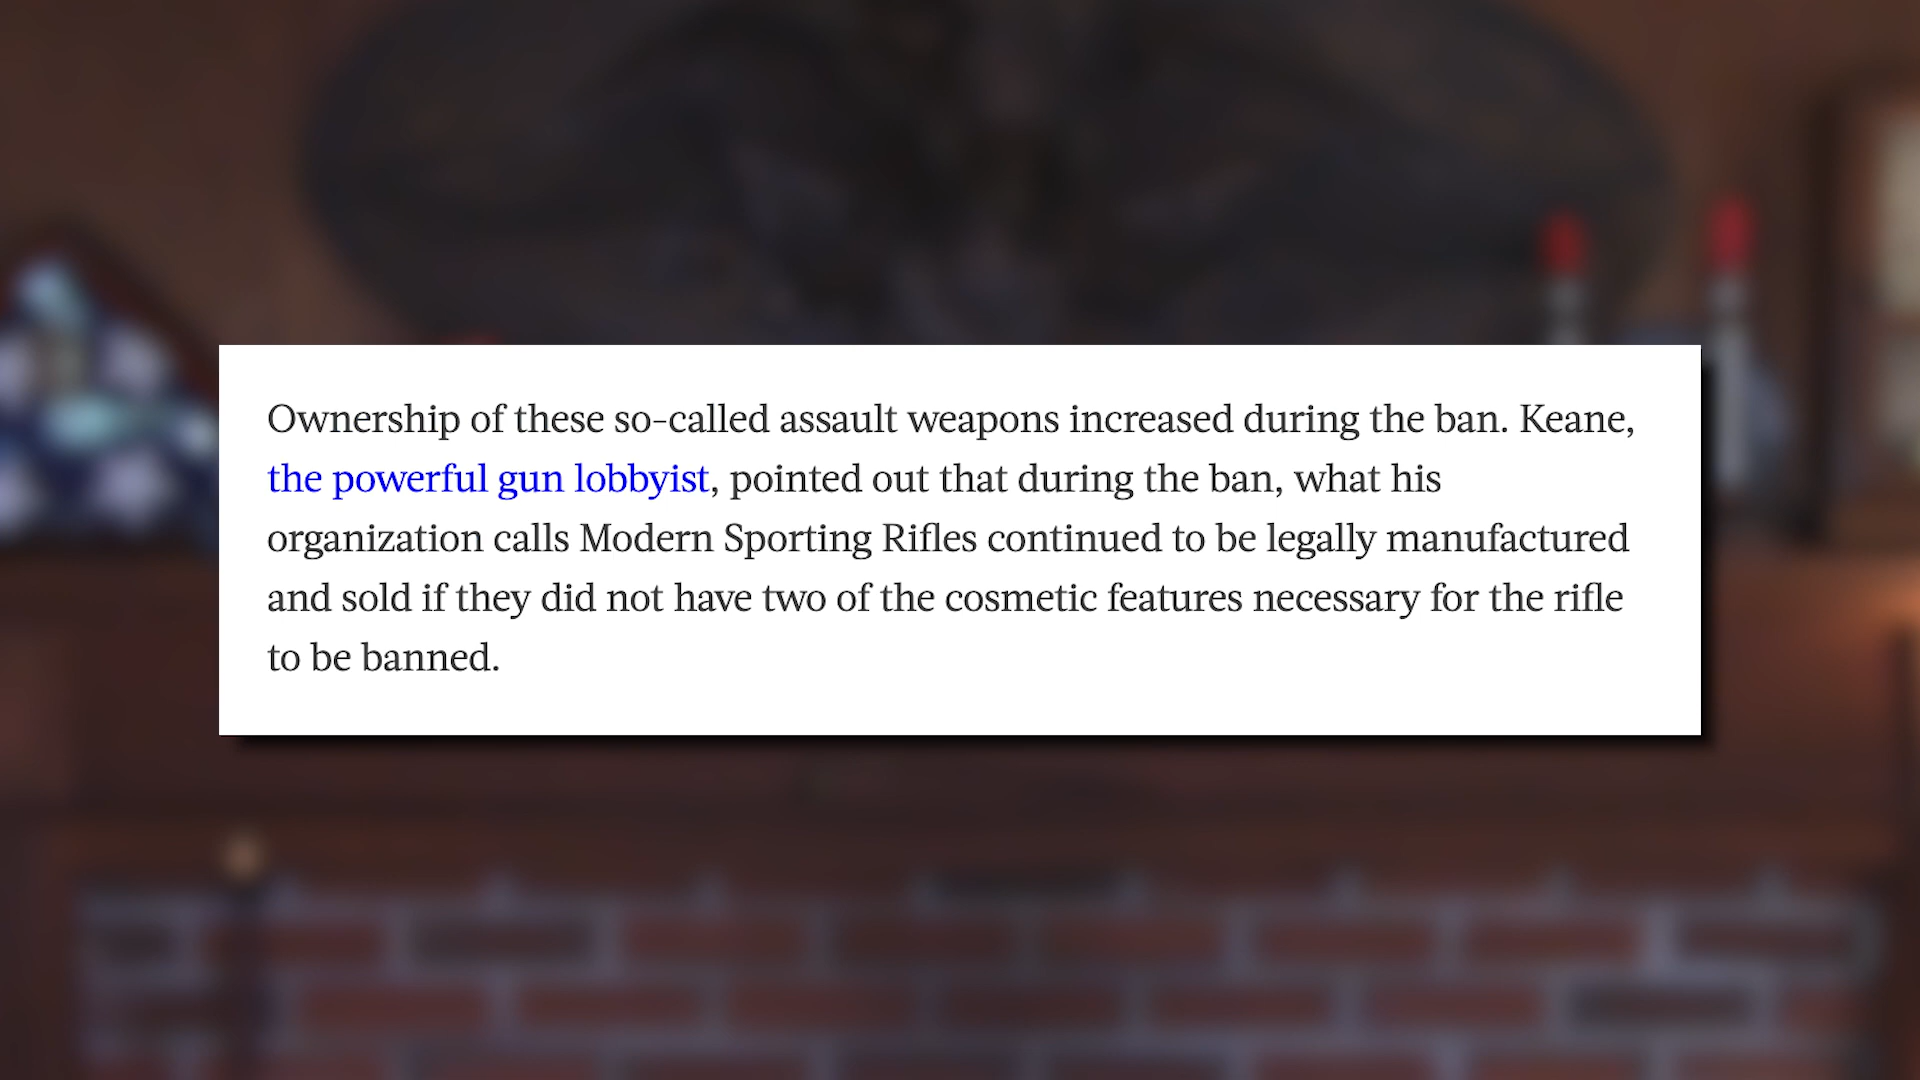 Ownership of these so-called assault weapons increased during the ban. Keane,
the powerful gun lobbyist, pointed out that during the ban, what his
organization calls Modern Sporting Rifles continued to be legally manufactured
and sold if they did not have two of the cosmetic features necessary for the rifle
to be banned.